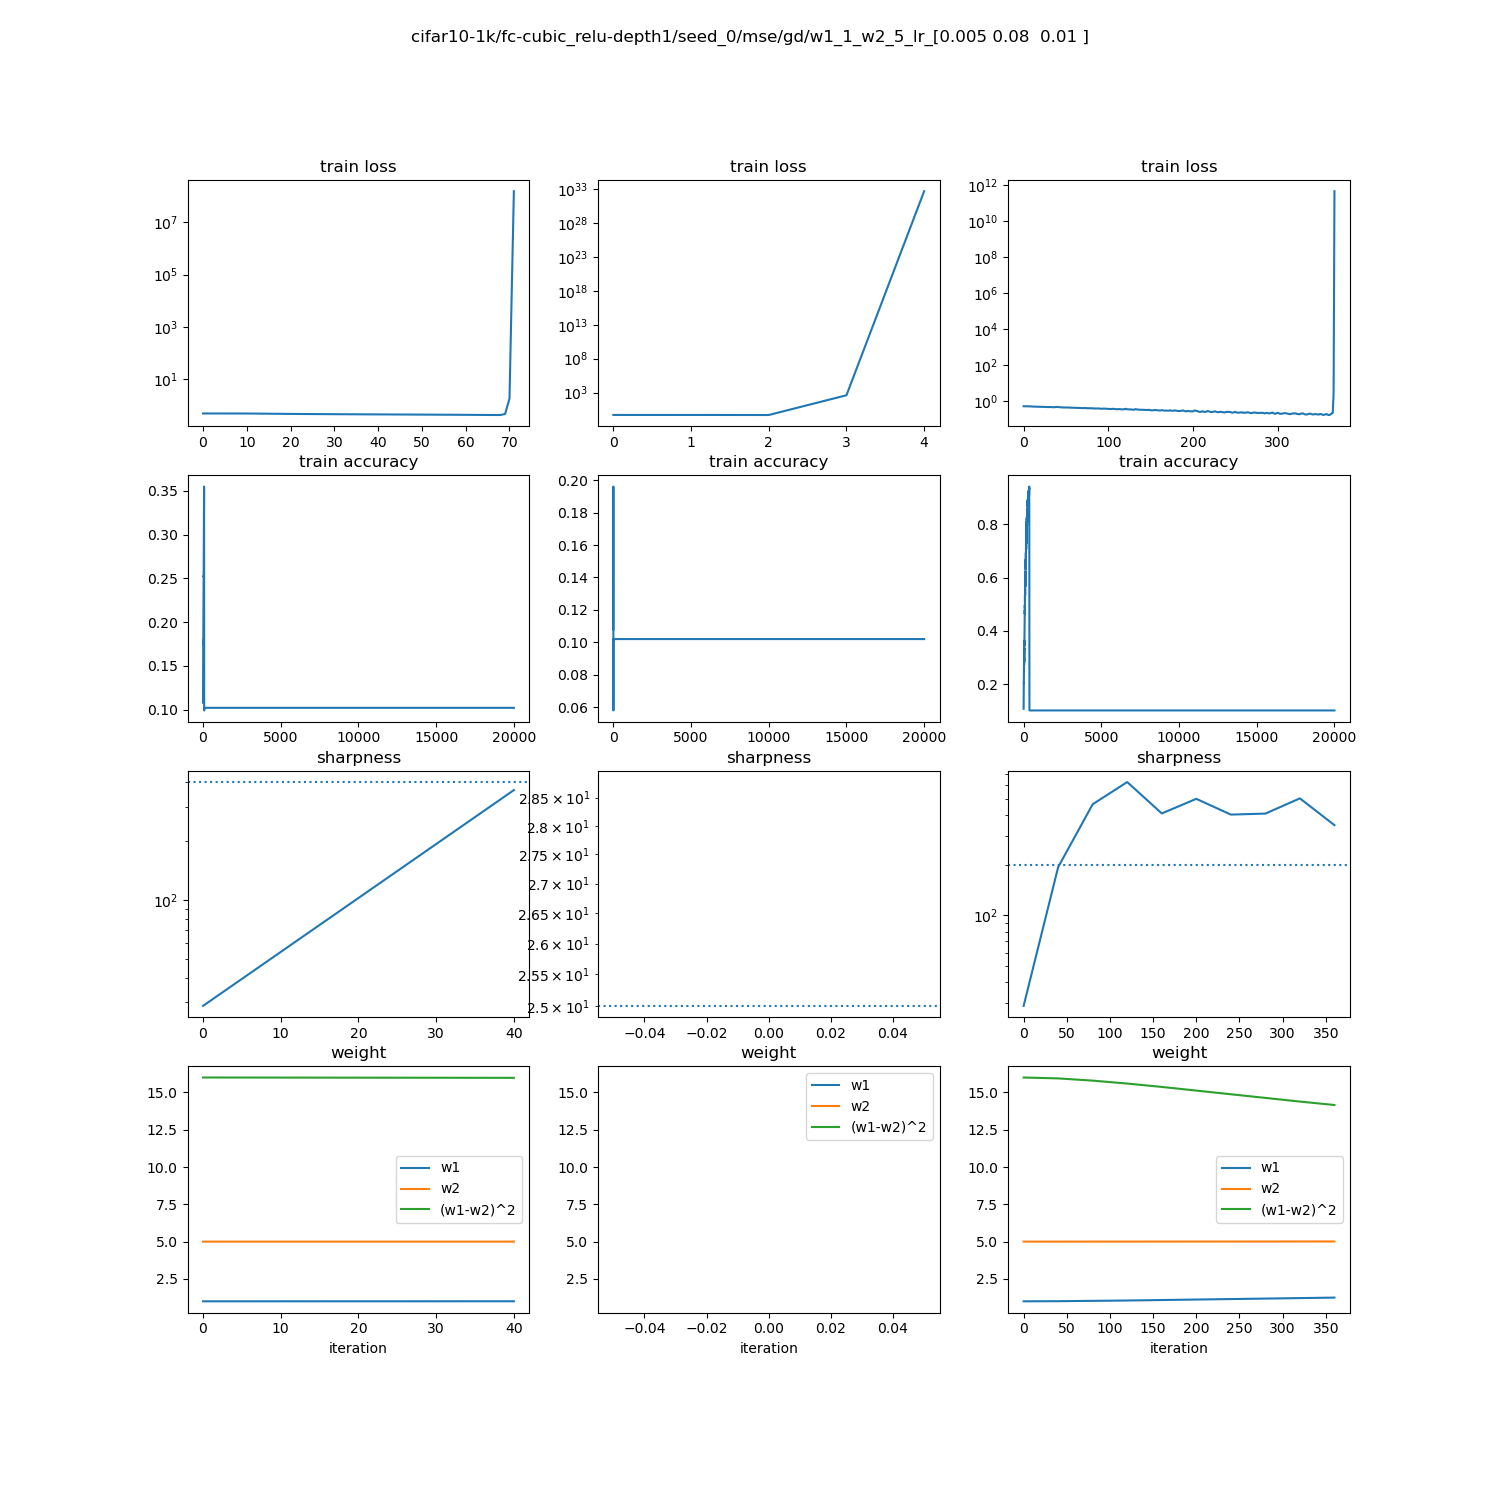 cifar10-1k/fc-cubic_relu-depth1/seed_0/mse/gd/w1_1_w2_5_lr_[0.005 0.08  0.01 ]
train loss train loss train loss
10^7 10^5 10^3 10^1
0 10 20 30 40 50 60 70
10^33 10^28 10^23 10^18 10^13 10^8 10^3
0 1 2 3 4
10^12 10^10 10^8 10^6 10^4 10^2 10^0
0 100 200 300
train accuracy train accuracy train accuracy
0.35 0.30 0.25 0.20 0.15 0.10
0 5000 10000 15000 20000
0.20 0.18 0.16 0.14 0.12 0.10 0.08 0.06
0 5000 10000 15000 20000
0.8 0.6 0.4 0.2
0 5000 10000 15000 20000
sharpness sharpness sharpness
10^2
0 10 20 30 40
2.85 × 10^1
2.8 × 10^1
2.75 × 10^1
2.7 × 10^1
2.65 × 10^1
2.6 × 10^1
2.55 × 10^1
2.5 × 10^1
−0.04 −0.02 0.00 0.02 0.04
10^2
0 50 100 150 200 250 300 350
weight weight weight
15.0 12.5 10.0 7.5 5.0 2.5
w1
w2
(w1-w2)^2
0 10 20 30 40
iteration
15.0 12.5 10.0 7.5 5.0 2.5
w1
w2
(w1-w2)^2
−0.04 −0.02 0.00 0.02 0.04
iteration
15.0 12.5 10.0 7.5 5.0 2.5
w1
w2
(w1-w2)^2
0 50 100 150 200 250 300 350
iteration